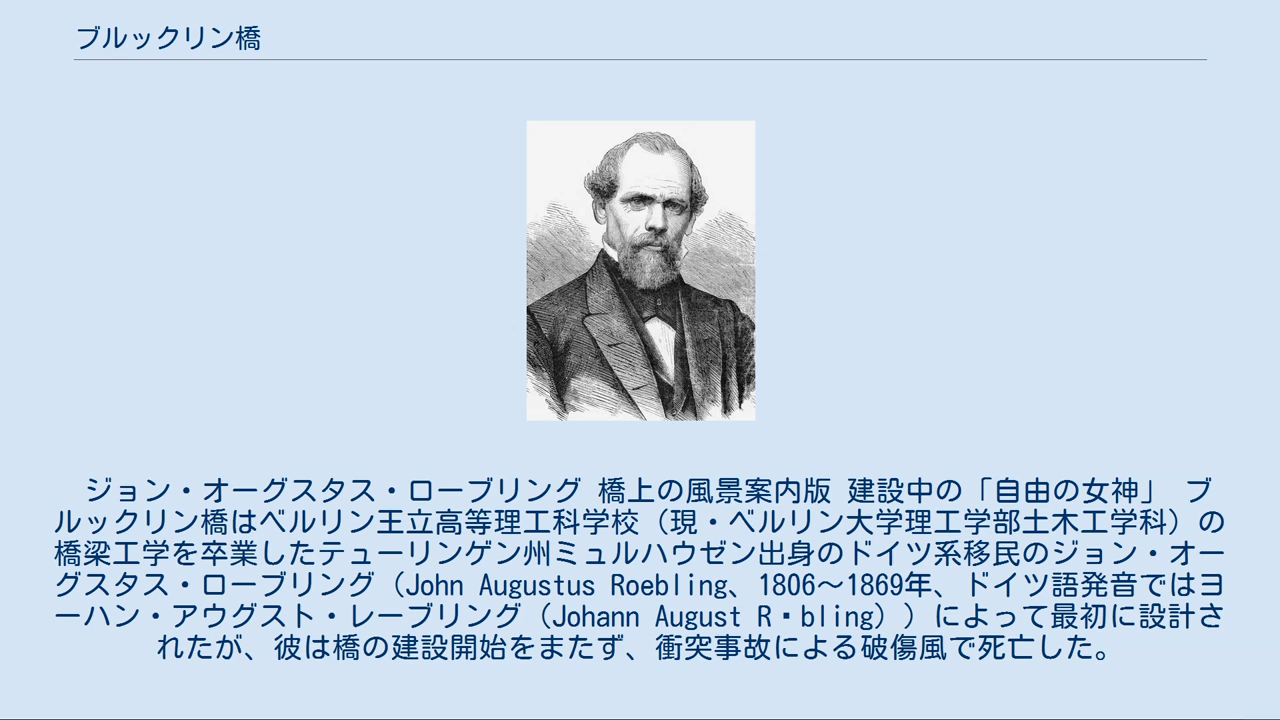 ブルックリン橋
ジョン・オーグスタス・ローブリング 橋上の風景案内版 建設中の「自由の女神」 ブ
ルックリン橋はベルリン王立高等理工科学校（現・ベルリン大学理工学部土木工学科）の
橋梁工学を卒業したテューリンゲン州ミュルハウゼン出身のドイツ系移民のジョン・オー
グスタス・ローブリング（John Augustus Roebling、1806～1869年、ドイツ語発音ではヨ
ーハン・アウグスト・レーブリング（Johann August R・bling））によって最初に設計さ
れたが、彼は橋の建設開始をまたず、衝突事故による破傷風で死亡した。